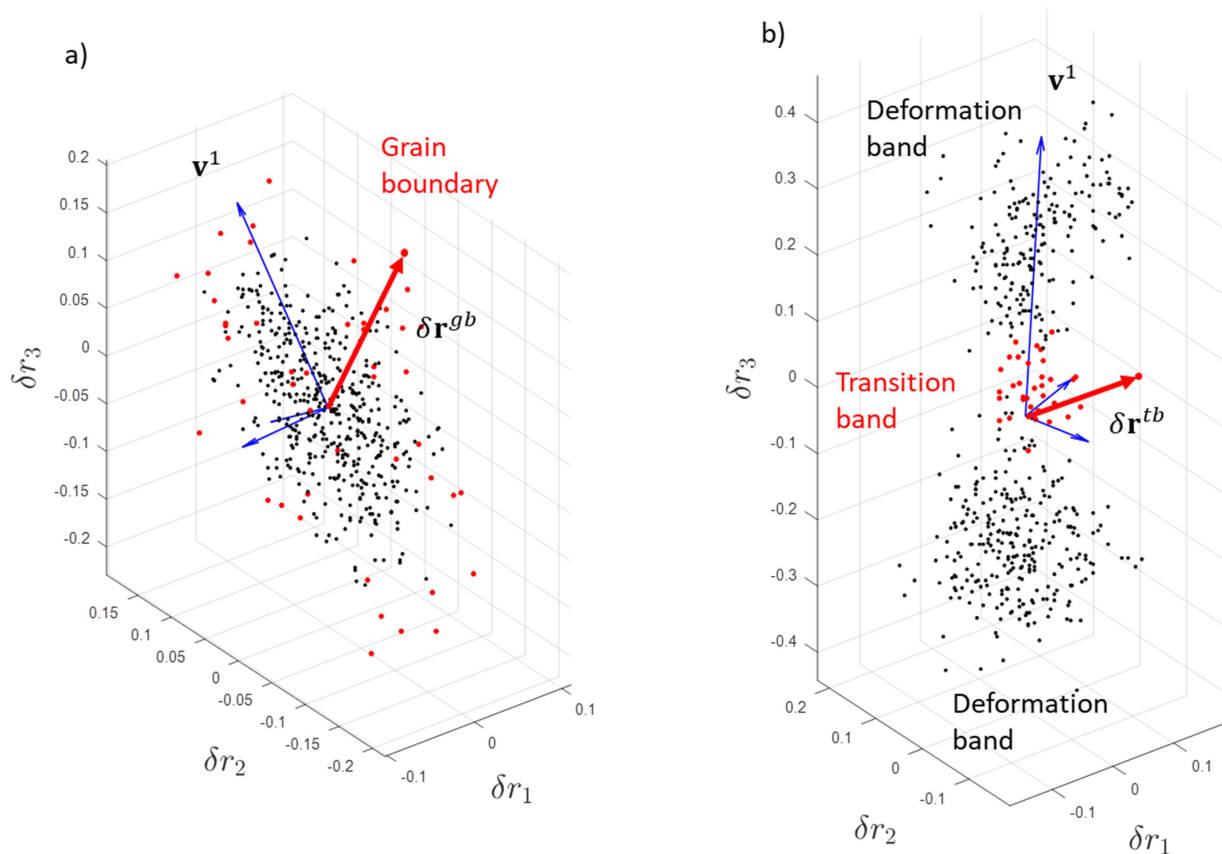 a)
Grain
boundary
v¹
δr^{gb}
0.2
0.15
0.1
0.05
0
-0.05
-0.1
-0.15
-0.2
δr₃
0.15
0.1
0.05
0
-0.05
-0.1
-0.15
-0.2
δr₂
-0.1
0
0.1
δr₁
b)
v¹
Deformation
band
Transition
band
δr^{tb}
Deformation
band
0.4
0.3
0.2
0.1
0
-0.1
-0.2
-0.3
-0.4
δr₃
0.2
0.1
0
-0.1
δr₂
-0.1
0
0.1
δr₁